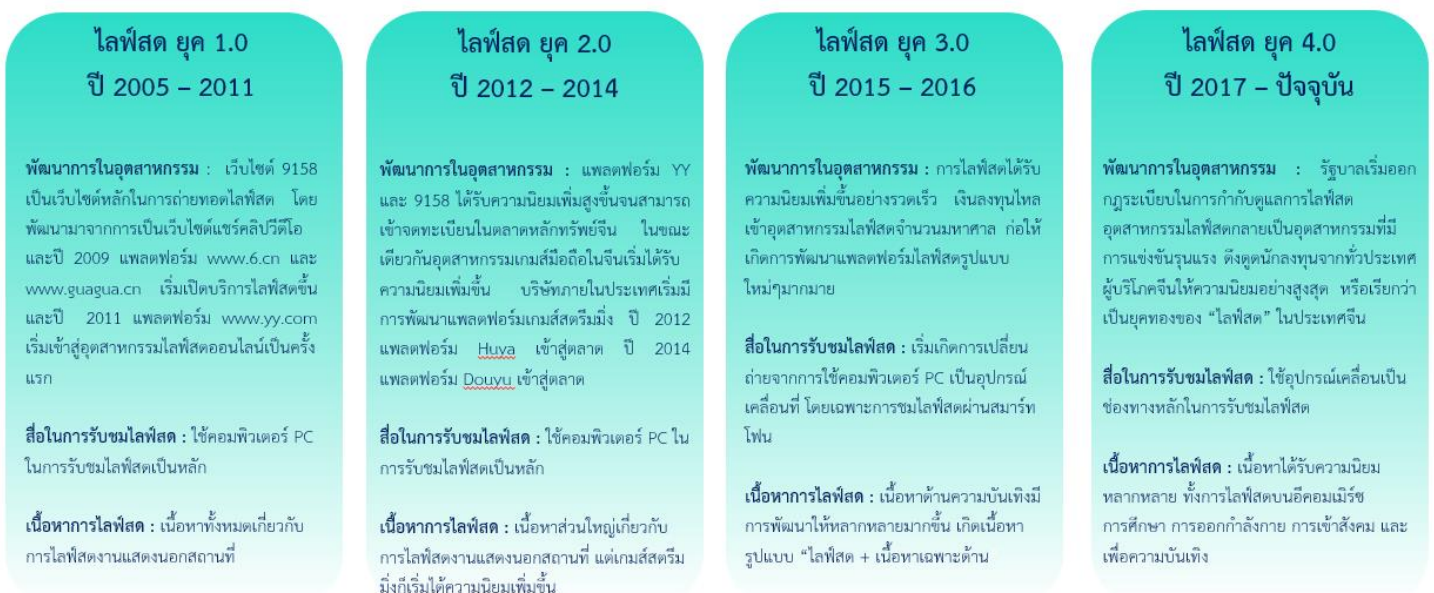 ไลฟ์สด ยุค 1.0
ปี 2005 – 2011
พัฒนาการในอุตสาหกรรม : เว็บไซต์ 9158
เป็นเว็บไซต์หลักในการถ่ายทอดไลฟ์สด โดย
พัฒนามาจากการเป็นเว็บไซต์แชร์คลิปวีดีโอ
และปี 2009 แพลตฟอร์ม www.6.cn และ
www.guagua.cn เริ่มเปิดบริการไลฟ์สดขึ้น
และปี 2011 แพลตฟอร์ม www.yy.com
เริ่มเข้าสู่อุตสาหกรรมไลฟ์สดออนไลน์เป็นครั้ง
แรก
สื่อในการรับชมไลฟ์สด : ใช้คอมพิวเตอร์ PC
ในการรับชมไลฟ์สดเป็นหลัก
เนื้อหาการไลฟ์สด : เนื้อหาทั้งหมดเกี่ยวกับ
การไลฟ์สดงานแสดงนอกสถานที่
ไลฟ์สด ยุค 2.0
ปี 2012 – 2014
พัฒนาการในอุตสาหกรรม : แพลตฟอร์ม YY
และ 9158 ได้รับความนิยมเพิ่มสูงขึ้นจนสามารถ
เข้าจดทะเบียนในตลาดหลักทรัพย์จีน ในขณะ
เดียวกันอุตสาหกรรมเกมส์มือถือในจีนเริ่มได้รับ
ความนิยมเพิ่มขึ้น บริษัทภายในประเทศเริ่มมี
การพัฒนาแพลตฟอร์มเกมส์สตรีมมิ่ง ปี 2012
แพลตฟอร์ม Huya เข้าสู่ตลาด ปี 2014
แพลตฟอร์ม Douyu เข้าสู่ตลาด
สื่อในการรับชมไลฟ์สด : ใช้คอมพิวเตอร์ PC ใน
การรับชมไลฟ์สดเป็นหลัก
เนื้อหาการไลฟ์สด : เนื้อหาส่วนใหญ่เกี่ยวกับ
การไลฟ์สดงานแสดงนอกสถานที่ แต่เกมส์สตรีม
มิ่งก็เริ่มได้ความนิยมเพิ่มขึ้น
ไลฟ์สด ยุค 3.0
ปี 2015 – 2016
พัฒนาการในอุตสาหกรรม : การไลฟ์สดได้รับ
ความนิยมเพิ่มขึ้นอย่างรวดเร็ว เงินลงทุนไหล
เข้าอุตสาหกรรมไลฟ์สดจำนวนมหาศาล ก่อให้
เกิดการพัฒนาแพลตฟอร์มไลฟ์สดรูปแบบ
ใหม่ๆมากมาย
สื่อในการรับชมไลฟ์สด : เริ่มเกิดการเปลี่ยน
ถ่ายจากการใช้คอมพิวเตอร์ PC เป็นอุปกรณ์
เคลื่อนที่ โดยเฉพาะการชมไลฟ์สดผ่านสมาร์ท
โฟน
เนื้อหาการไลฟ์สด : เนื้อหาด้านความบันเทิงมี
การพัฒนาให้หลากหลายมากขึ้น เกิดเนื้อหา
รูปแบบ “ไลฟ์สด + เนื้อหาเฉพาะด้าน
ไลฟ์สด ยุค 4.0
ปี 2017 – ปัจจุบัน
พัฒนาการในอุตสาหกรรม : รัฐบาลเริ่มออก
กฎระเบียบในการกำกับดูแลการไลฟ์สด
อุตสาหกรรมไลฟ์สดกลายเป็นอุตสาหกรรมที่มี
การแข่งขันรุนแรง ดึงดูดนักลงทุนจากทั่วประเทศ
ผู้บริโภคจีนให้ความนิยมอย่างสูงสุด หรือเรียกว่า
เป็นยุคทองของ “ไลฟ์สด” ในประเทศจีน
สื่อในการรับชมไลฟ์สด : ใช้อุปกรณ์เคลื่อนเป็น
ช่องทางหลักในการรับชมไลฟ์สด
เนื้อหาการไลฟ์สด : เนื้อหาได้รับความนิยม
หลากหลาย ทั้งการไลฟ์สดบนอีคอมเมิร์ซ
การศึกษา การออกกำลังกาย การเข้าสังคม และ
เพื่อความบันเทิง